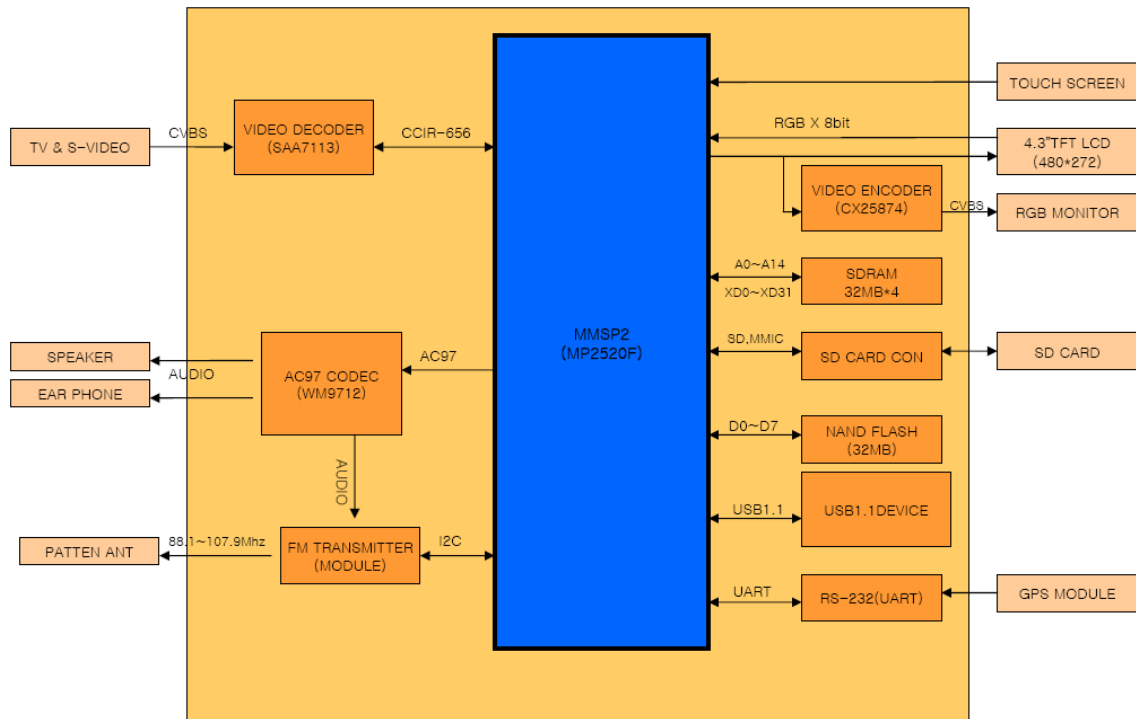 TOUCH SCREEN
RGB X 8bit
4.3"TFT LCD
(480*272)
CVBS
VIDEO DECODER
(SAA7113)
CCIR-656
TV & S-VIDEO
VIDEO ENCODER
(CX25874)
CVBS
RGB MONITOR
A0~A14
XD0~XD31
SDRAM
32MB*4
MMSP2
(MP2520F)
SPEAKER
AUDIO
EAR PHONE
AC97 CODEC
(WM9712)
AC97
SD,MMIC
SD CARD CON
SD CARD
D0~D7
NAND FLASH
(32MB)
AUDIO
USB1.1
USB1.1DEVICE
PATTEN ANT
88.1~107.9Mhz
FM TRANSMITTER
(MODULE)
I2C
UART
RS-232(UART)
GPS MODULE